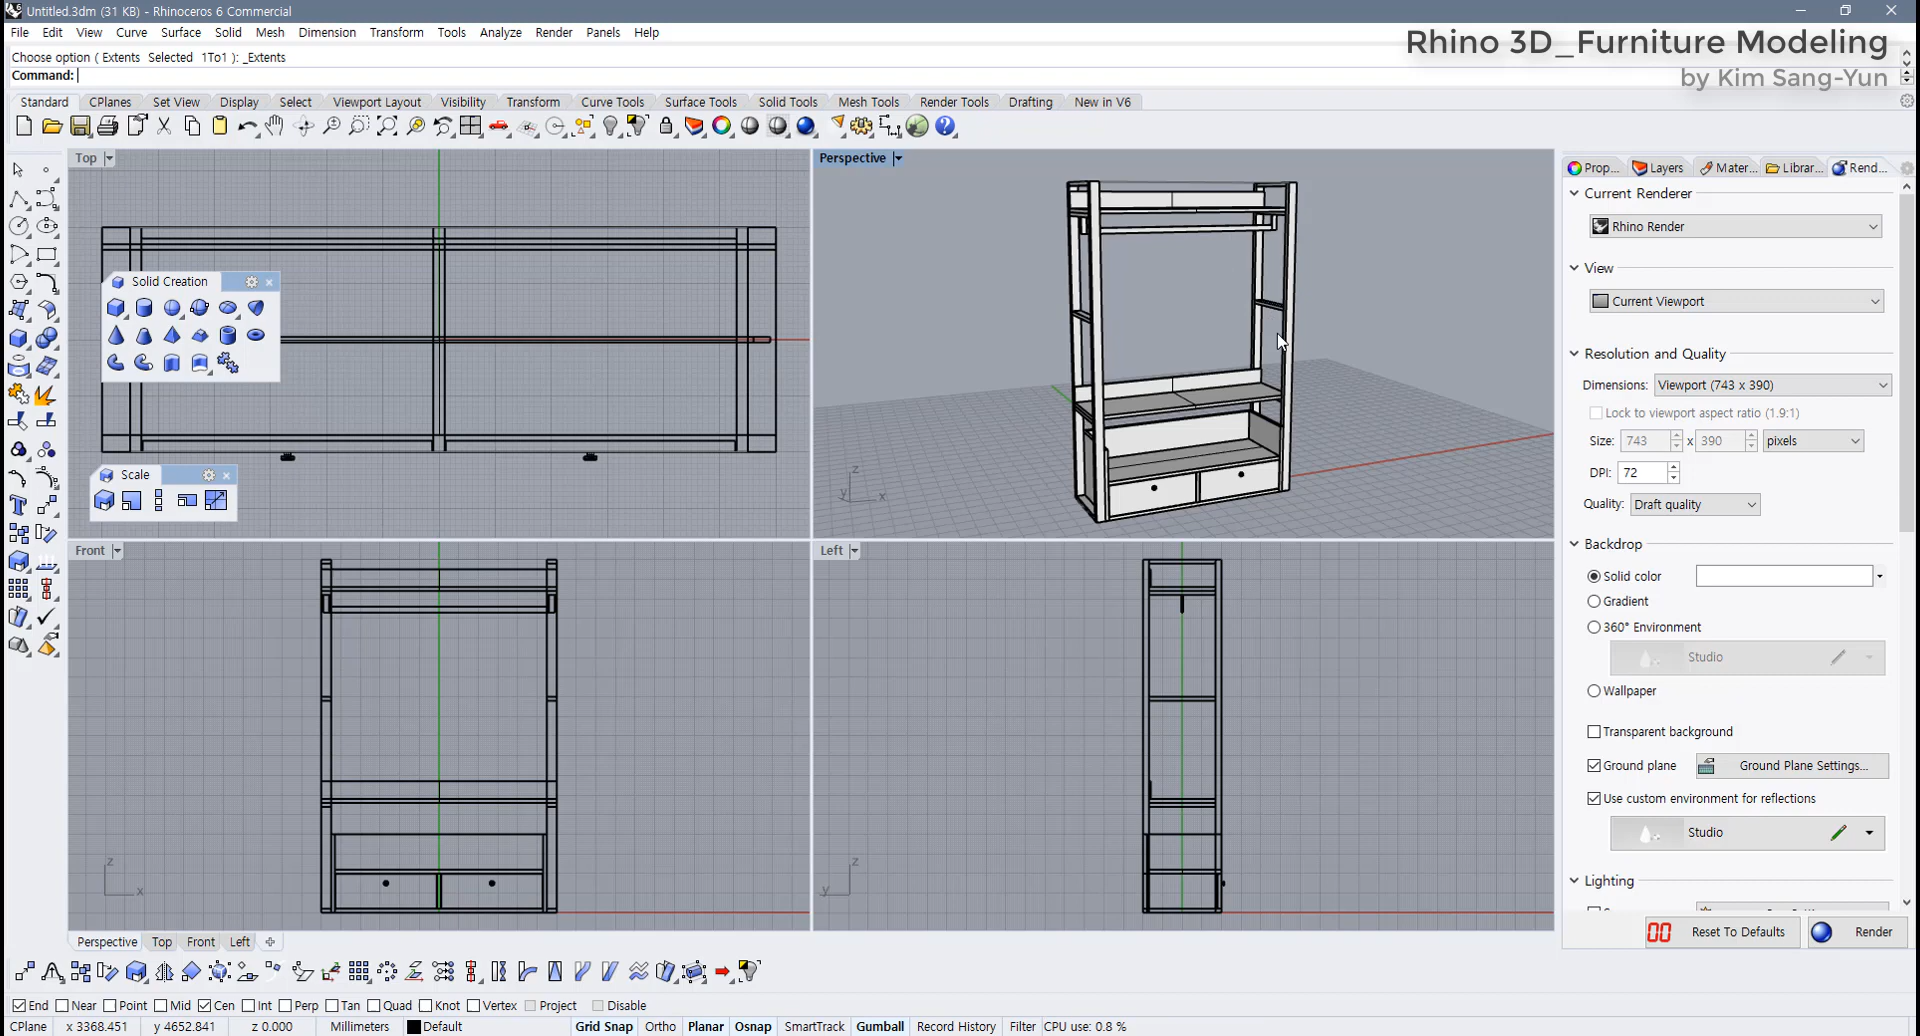 Untitled.3dm (31 KB) - Rhinoceros 6 Commercial
File Edit View Curve Surface Solid Mesh Dimension Transform Tools Analyze Render Panels Help
Rhino 3D_Furniture Modeling
by Kim Sang-Yun
Choose option ( Extents Selected 1To1 ): _Extents
Command:
Standard CPlanes Set View Display Select Viewport Layout Visibility Transform Curve Tools Surface Tools Solid Tools Mesh Tools Render Tools Drafting New in V6
Top
Solid Creation
Scale
Perspective
z
y x
Front
z
x
Left
z
y
Prop... Layers Mater... Librar... Rend...
Current Renderer
Rhino Render
View
Current Viewport
Resolution and Quality
Dimensions: Viewport (743 x 390)
Lock to viewport aspect ratio (1.9:1)
Size: 743 x 390 pixels
DPI: 72
Quality: Draft quality
Backdrop
Solid color
Gradient
360° Environment
Studio
Wallpaper
Transparent background
Ground plane Ground Plane Settings...
Use custom environment for reflections
Studio
Lighting
00 Reset To Defaults Render
Perspective Top Front Left
End Near Point Mid Cen Int Perp Tan Quad Knot Vertex Project Disable
CPlane x 3368.451 y 4652.841 z 0.000 Millimeters Default Grid Snap Ortho Planar Osnap SmartTrack Gumball Record History Filter CPU use: 0.8 %